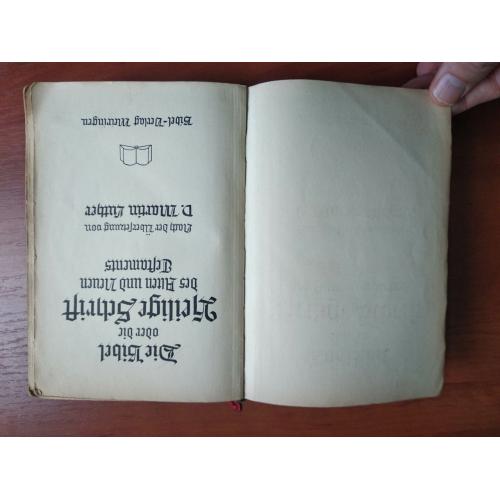 Die Bibel
oder die
Heilige Schrift
des Alten und Neuen
Testaments
Nach der Übersetzung von
D. Martin Luther
Bibel-Verlag Meiringen